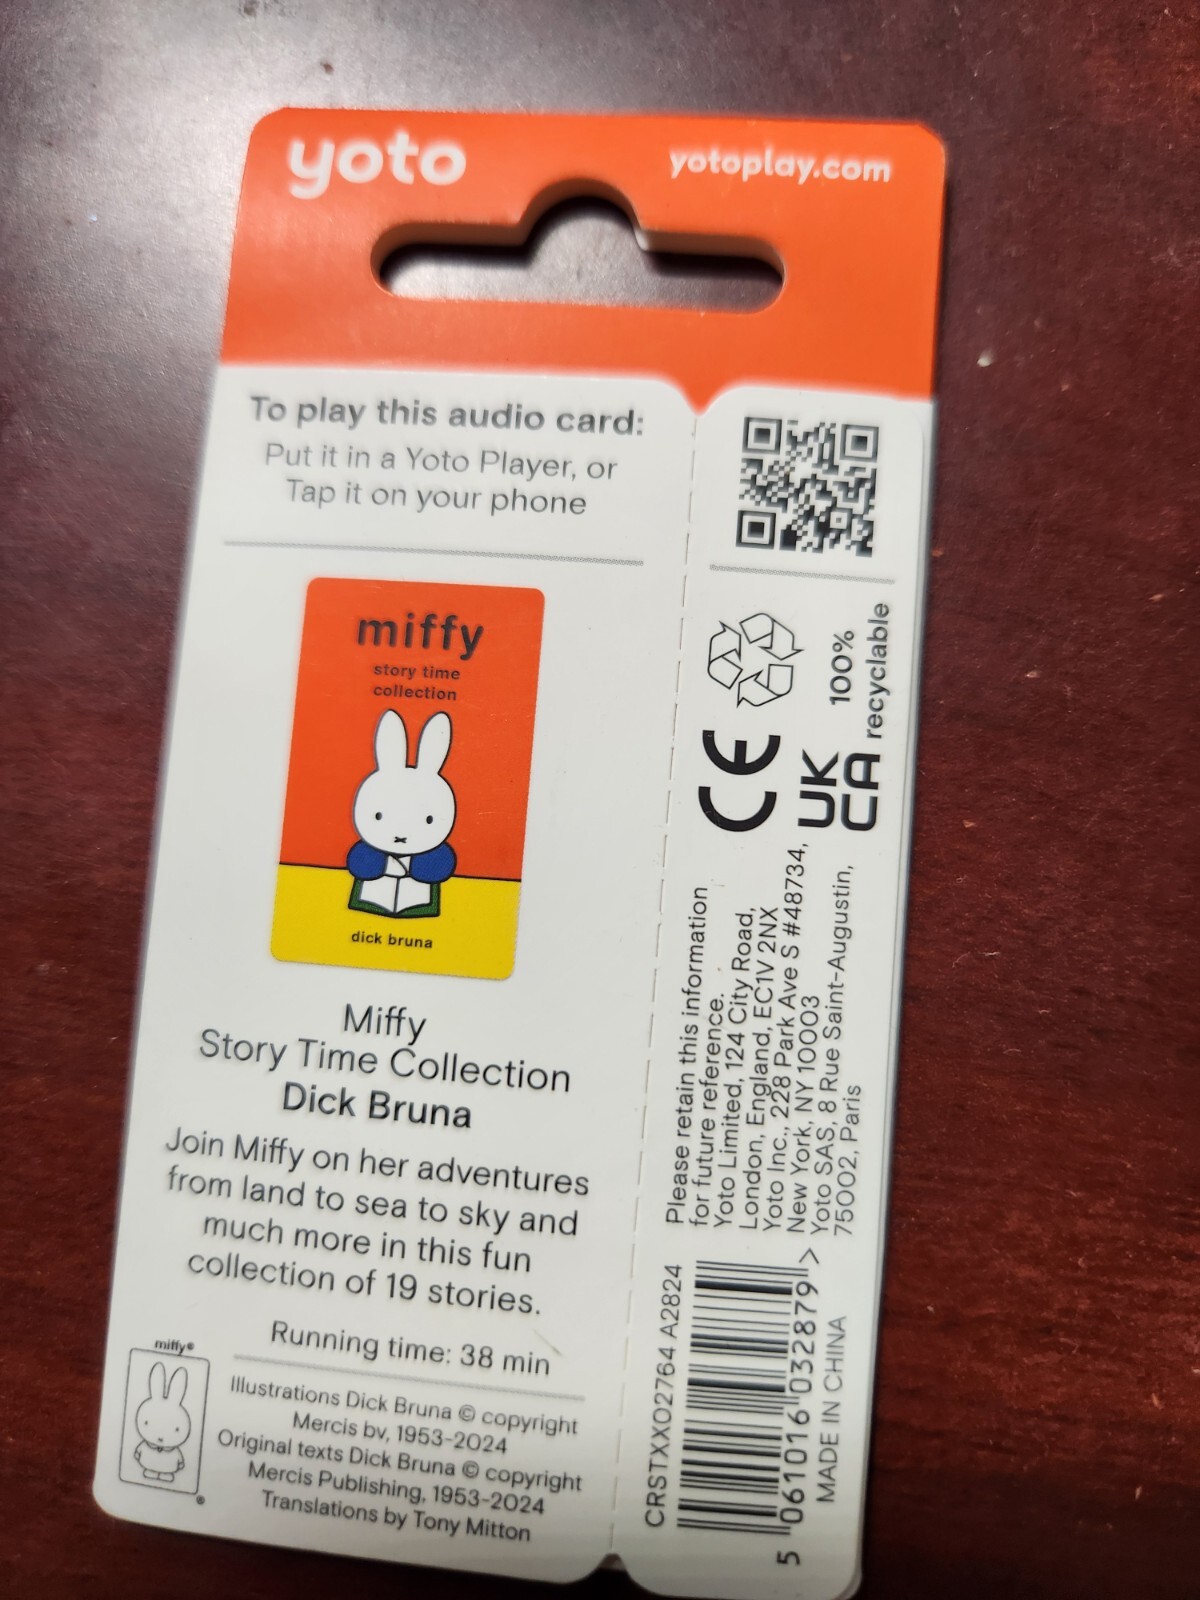 yoto
yotoplay.com
To play this audio card:
Put it in a Yoto Player, or
Tap it on your phone
miffy
story time
collection
dick bruna
Miffy
Story Time Collection
Dick Bruna
Join Miffy on her adventures
from land to sea to sky and
much more in this fun
collection of 19 stories.
Running time: 38 min
miffy®
Illustrations Dick Bruna © copyright
Mercis bv, 1953-2024
Original texts Dick Bruna © copyright
Mercis Publishing, 1953-2024
Translations by Tony Mitton
®
100%
recyclable
CE
UK
CA
Please retain this information
for future reference.
Yoto Limited, 124 City Road,
London, England, EC1V 2NX
Yoto Inc., 228 Park Ave S #48734,
New York, NY 10003
Yoto SAS, 8 Rue Saint-Augustin,
75002, Paris
CRSTXX02764 A2824
5 061016 032879 >
MADE IN CHINA